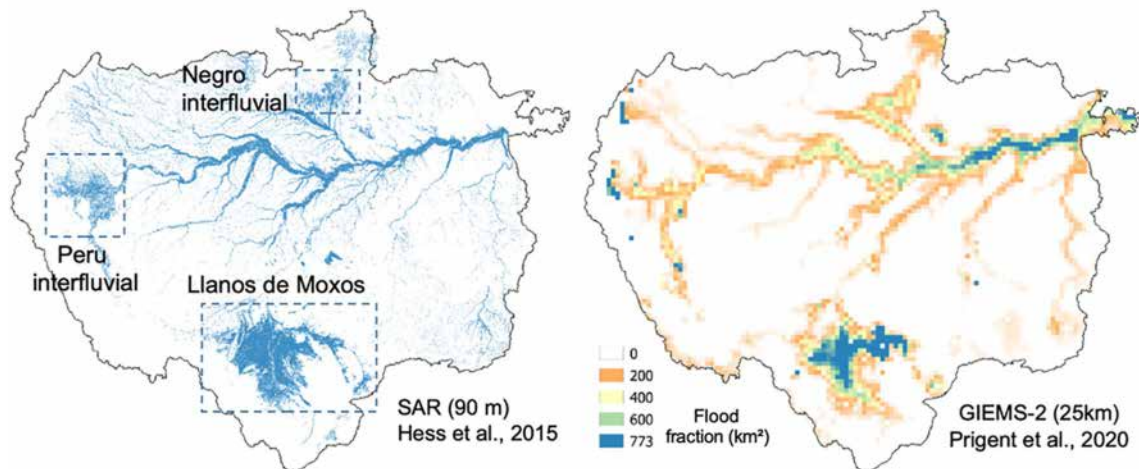 Negro
interfluvial
Peru
interfluvial
Llanos de Moxos
SAR (90 m)
Hess et al., 2015
0
200
400
600
773
Flood
fraction (km²)
GIEMS-2 (25km)
Prigent et al., 2020